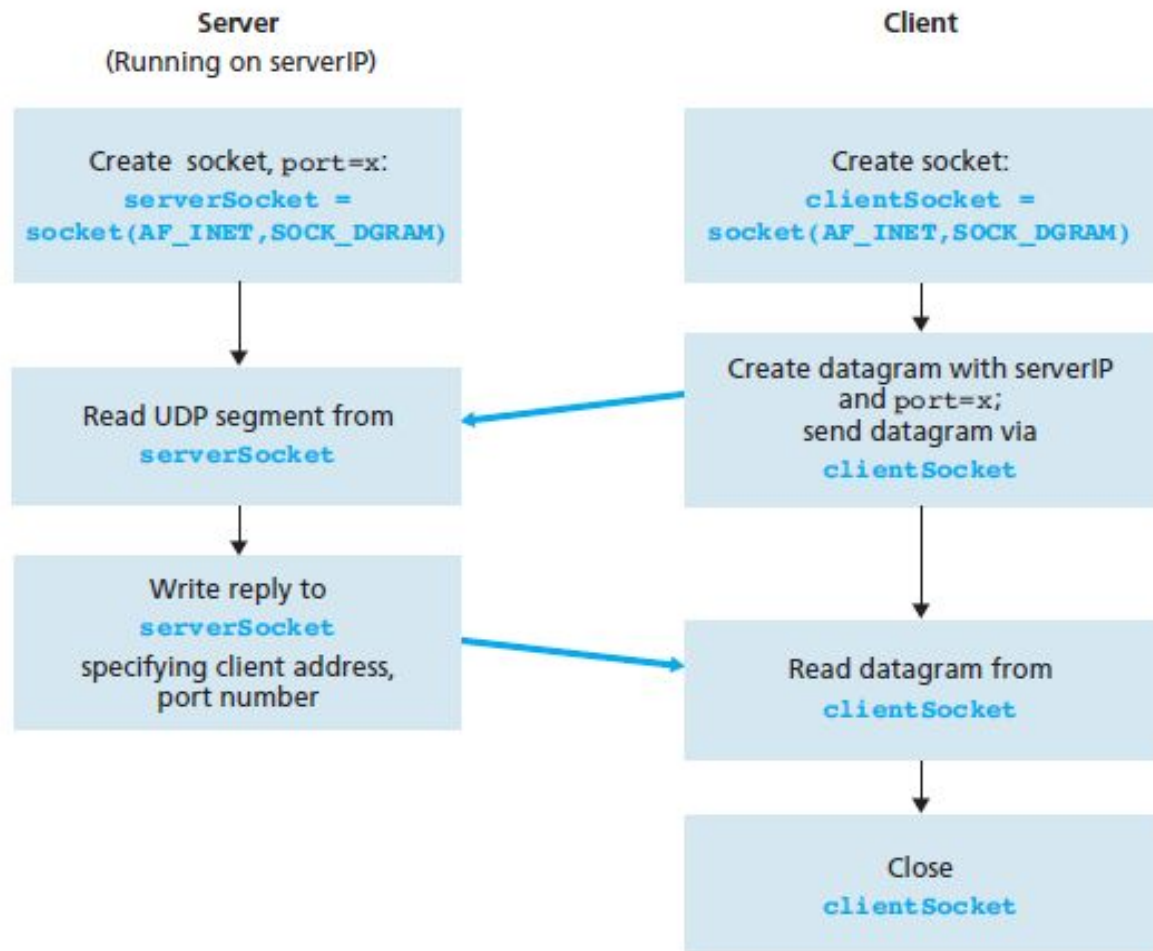 Server
(Running on serverIP)
Create socket, port=x:
serverSocket =
socket(AF_INET,SOCK_DGRAM)
Read UDP segment from
serverSocket
Write reply to
serverSocket
specifying client address,
port number
Client
Create socket:
clientSocket =
socket(AF_INET,SOCK_DGRAM)
Create datagram with serverIP
and port=x;
send datagram via
clientSocket
Read datagram from
clientSocket
Close
clientSocket